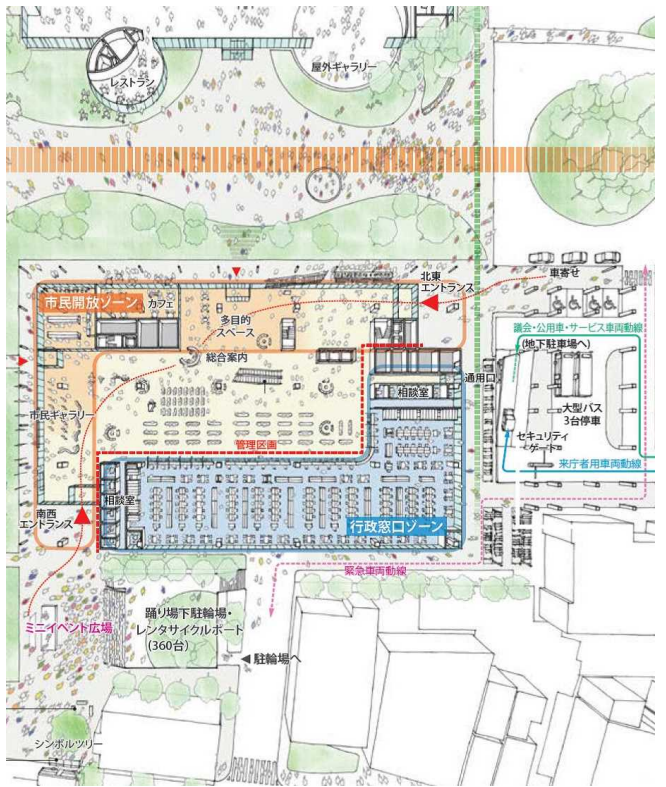 レストラン
屋外ギャラリー
北東
エントランス
車寄せ
市民開放ゾーン
カフェ
多目的
スペース
総合案内
議会・公用車・サービス車両動線
(地下駐車場へ)
通用口
相談室
大型バス
3台停車
市民ギャラリー
管理区画
セキュリティ
ゲート
来庁者用車両動線
相談室
南西
エントランス
行政窓口ゾーン
緊急車両動線
ミニイベント広場
踊り場下駐輪場・
レンタサイクルポート
(360台)
駐輪場へ
シンボルツリー